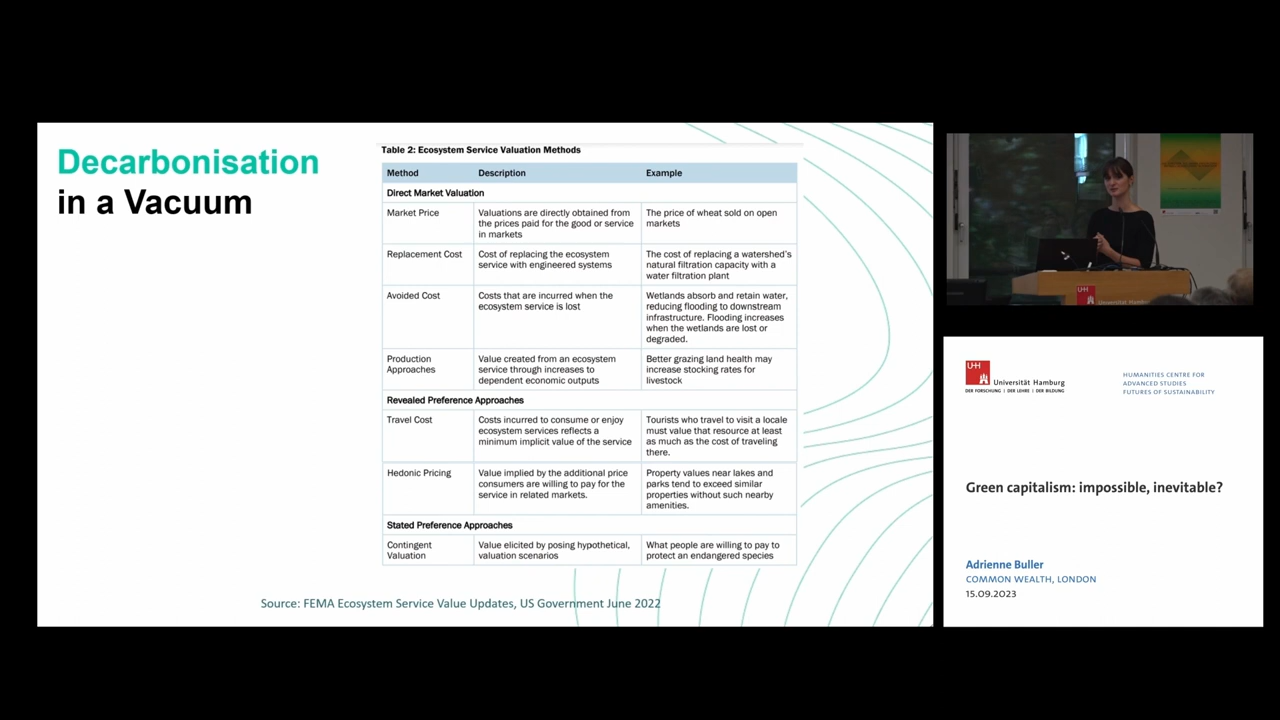 Decarbonisation
in a Vacuum
Table 2: Ecosystem Service Valuation Methods
Method Description Example
Direct Market Valuation
Market Price Valuations are directly obtained from The price of wheat sold on open
the prices paid for the good or service markets
in markets
Replacement Cost Cost of replacing the ecosystem The cost of replacing a watershed's
service with engineered systems natural filtration capacity with a
water filtration plant
Avoided Cost Costs that are incurred when the Wetlands absorb and retain water,
ecosystem service is lost reducing flooding to downstream
infrastructure. Flooding increases
when the wetlands are lost or
degraded.
Production Value created from an ecosystem Better grazing land health may
Approaches service through increases to increase stocking rates for
dependent economic outputs livestock
Revealed Preference Approaches
Travel Cost Costs incurred to consume or enjoy Tourists who travel to visit a locale
ecosystem services reflects a must value that resource at least
minimum implicit value of the service as much as the cost of traveling
there.
Hedonic Pricing Value implied by the additional price Property values near lakes and
consumers are willing to pay for the parks tend to exceed similar
service in related markets. properties without such nearby
amenities.
Stated Preference Approaches
Contingent Value elicited by posing hypothetical, What people are willing to pay to
Valuation valuation scenarios protect an endangered species
Source: FEMA Ecosystem Service Value Updates, US Government June 2022
UH
Universität Hamburg
UH
Universität Hamburg
DER FORSCHUNG | DER LEHRE | DER BILDUNG
HUMANITIES CENTRE FOR
ADVANCED STUDIES
FUTURES OF SUSTAINABILITY
Green capitalism: impossible, inevitable?
Adrienne Buller
COMMON WEALTH, LONDON
15.09.2023